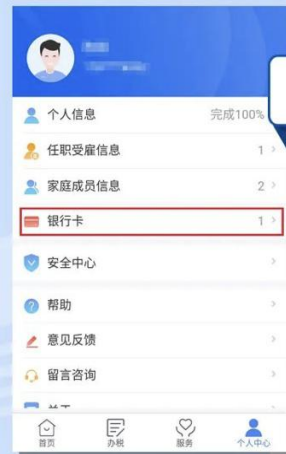 个人信息 完成100%
任职受雇信息 1
家庭成员信息 2
银行卡 1
安全中心
帮助
意见反馈
留言咨询
首页 办税 服务 个人中心